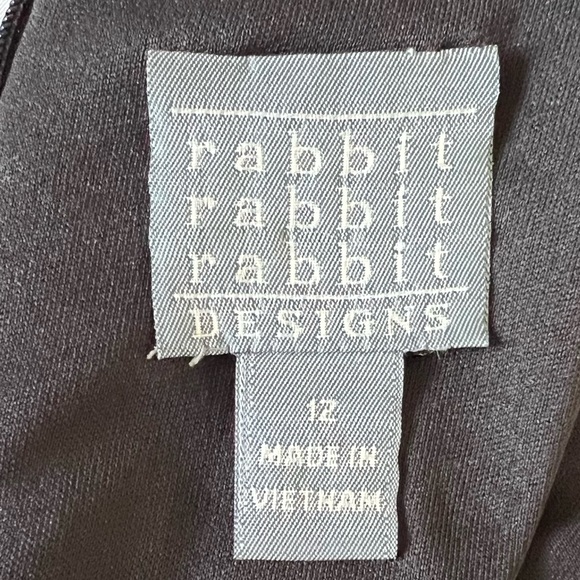 rabbit
rabbit
rabbit
DESIGNS
12
MADE IN
VIETNAM